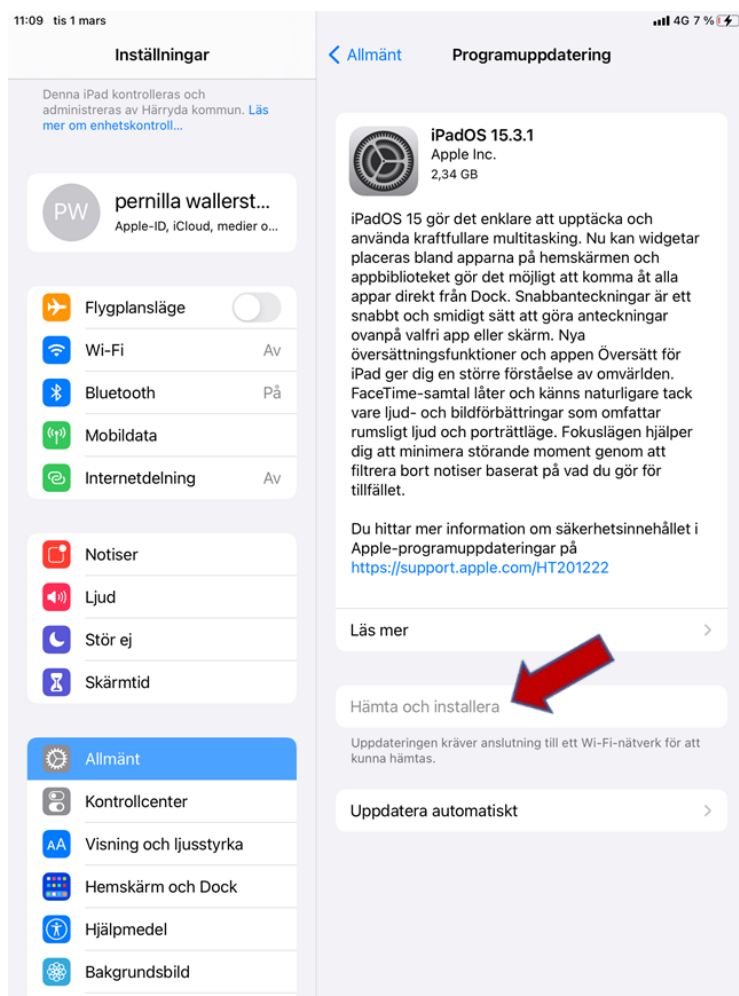 11:09 tis 1 mars
4G 7 %
Inställningar
Denna iPad kontrolleras och
administreras av Härryda kommun. Läs
mer om enhetskontroll...
PW
pernilla wallerst...
Apple-ID, iCloud, medier o...
Flygplansläge
Wi-Fi Av
Bluetooth På
Mobildata
Internetdelning Av
Notiser
Ljud
Stör ej
Skärmtid
Allmänt
Kontrollcenter
AA
Visning och ljusstyrka
Hemskärm och Dock
Hjälpmedel
Bakgrundsbild
Allmänt
Programuppdatering
iPadOS 15.3.1
Apple Inc.
2,34 GB
iPadOS 15 gör det enklare att upptäcka och
använda kraftfullare multitasking. Nu kan widgetar
placeras bland apparna på hemskärmen och
appbiblioteket gör det möjligt att komma åt alla
appar direkt från Dock. Snabbanteckningar är ett
snabbt och smidigt sätt att göra anteckningar
ovanpå valfri app eller skärm. Nya
översättningsfunktioner och appen Översätt för
iPad ger dig en större förståelse av omvärlden.
FaceTime-samtal låter och känns naturligare tack
vare ljud- och bildförbättringar som omfattar
rumsligt ljud och porträttläge. Fokuslägen hjälper
dig att minimera störande moment genom att
filtrera bort notiser baserat på vad du gör för
tillfället.
Du hittar mer information om säkerhetsinnehållet i
Apple-programuppdateringar på
https://support.apple.com/HT201222
Läs mer
Hämta och installera
Uppdateringen kräver anslutning till ett Wi-Fi-nätverk för att
kunna hämtas.
Uppdatera automatiskt